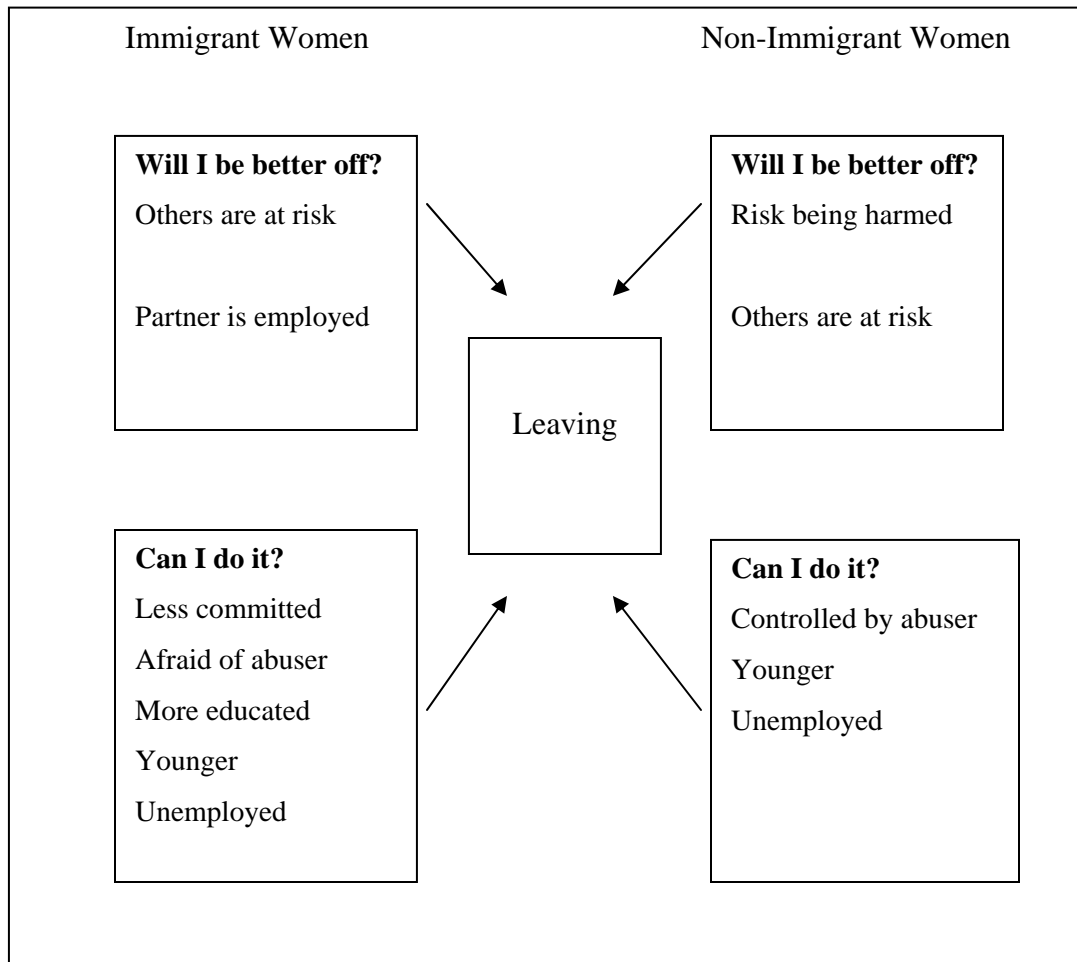 Immigrant Women
Non-Immigrant Women
Will I be better off?
Others are at risk
Partner is employed
Will I be better off?
Risk being harmed
Others are at risk
Leaving
Can I do it?
Less committed
Afraid of abuser
More educated
Younger
Unemployed
Can I do it?
Controlled by abuser
Younger
Unemployed